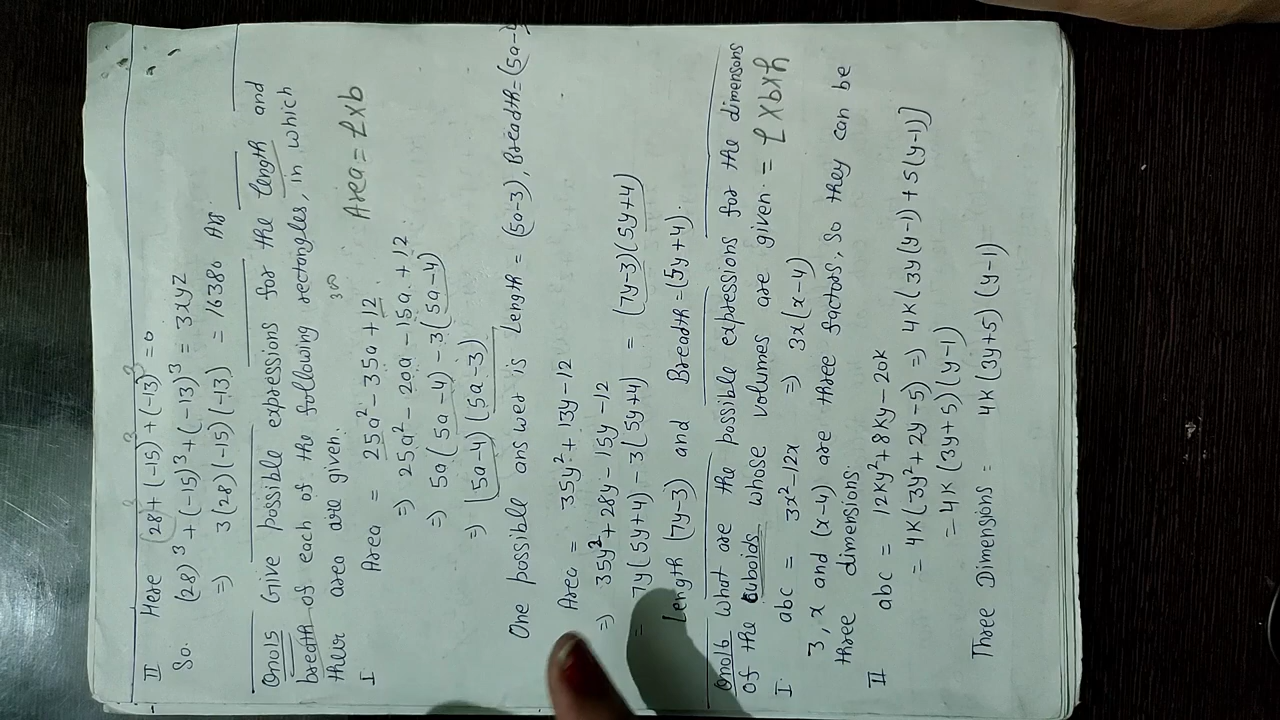 II Here (28) + (-15) + (-13) = 0
So. (28)³ + (-15)³ + (-13)³ = 3xyz
⇒ 3(28)(-15)(-13) = 16380 Ans.
Qno15 Give possible expressions for the length and
breath of each of the following rectangles, in which
their area are given.
Area = l×b
I. Area = 25a² - 35a + 12
⇒ 25a² - 20a - 15a + 12
⇒ 5a(5a-4) - 3(5a-4)
⇒ (5a-4)(5a-3)
One possible answer is Length = (5a-3), Breadth = (5a-4)
Area = 35y² + 13y - 12
⇒ 35y² + 28y - 15y - 12
= 7y(5y+4) - 3(5y+4) = (7y-3)(5y+4)
Length (7y-3) and Breadth = (5y+4).
Qno16 What are the possible expressions for the dimensons
of the cuboids whose volumes are given. = l×b×h
I. abc = 3x² - 12x ⇒ 3x(x-4)
3, x and (x-4) are three factors, so they can be
three dimensions.
II abc = 12Ky² + 8Ky - 20K
= 4K(3y² + 2y - 5) ⇒ 4K(3y(y-1) + 5(y-1)]
= 4K(3y+5)(y-1)
Three Dimensions = 4K(3y+5)(y-1)